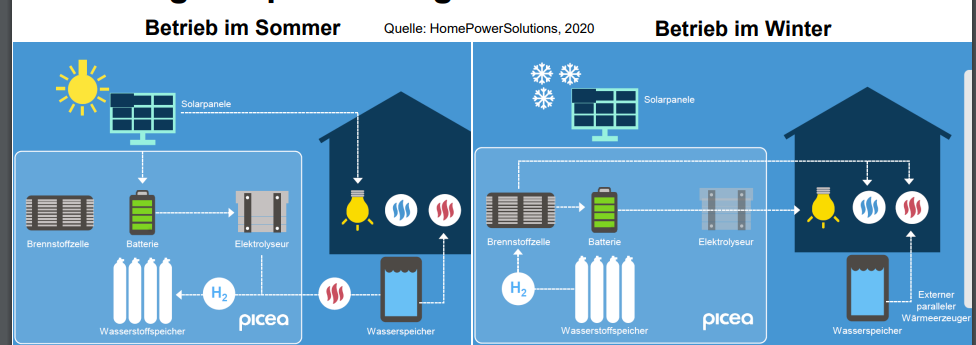 Betrieb im Sommer
Quelle: HomePowerSolutions, 2020
Betrieb im Winter
Solarpanele
Brennstoffzelle
Batterie
Elektrolyseur
H2
Wasserstoffspeicher
picea
Wasserspeicher
Solarpanele
Brennstoffzelle
Batterie
Elektrolyseur
H2
Wasserstoffspeicher
picea
Wasserspeicher
Externer
paralleler
Wärmeerzeuger